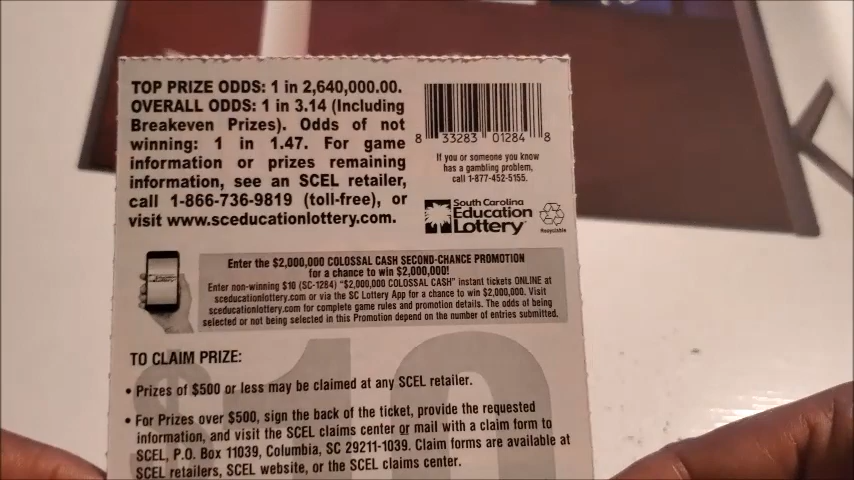 TOP PRIZE ODDS: 1 in 2,640,000.00.
OVERALL ODDS: 1 in 3.14 (Including
Breakeven Prizes). Odds of not
winning: 1 in 1.47. For game
information or prizes remaining
information, see an SCEL retailer,
call 1-866-736-9819 (toll-free), or
visit www.sceducationlottery.com.
8 33283 01284 8
If you or someone you know
has a gambling problem,
call 1-877-452-5155.
South Carolina
Education
Lottery
Recyclable
Enter the $2,000,000 COLOSSAL CASH SECOND-CHANCE PROMOTION
for a chance to win $2,000,000!
Enter non-winning $10 (SC-1284) "$2,000,000 COLOSSAL CASH" instant tickets ONLINE at
sceducationlottery.com or via the SC Lottery App for a chance to win $2,000,000. Visit
sceducationlottery.com for complete game rules and promotion details. The odds of being
selected or not being selected in this Promotion depend on the number of entries submitted.
$10
TO CLAIM PRIZE:
• Prizes of $500 or less may be claimed at any SCEL retailer.
• For Prizes over $500, sign the back of the ticket, provide the requested
information, and visit the SCEL claims center or mail with a claim form to
SCEL, P.O. Box 11039, Columbia, SC 29211-1039. Claim forms are available at
SCEL retailers, SCEL website, or the SCEL claims center.